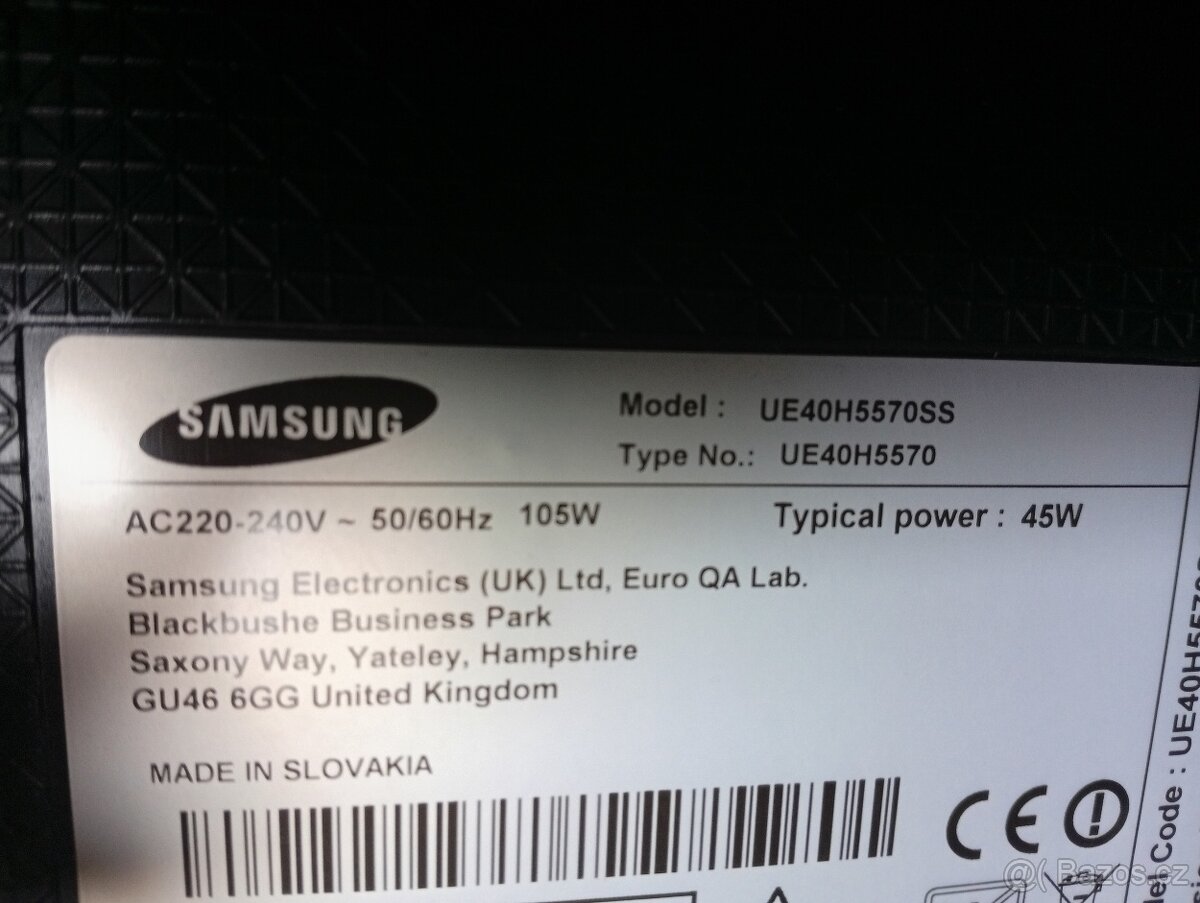 SAMSUNG
Model : UE40H5570SS
Type No.: UE40H5570
AC220-240V ~ 50/60Hz 105W
Typical power : 45W
Samsung Electronics (UK) Ltd, Euro QA Lab.
Blackbushe Business Park
Saxony Way, Yateley, Hampshire
GU46 6GG United Kingdom
MADE IN SLOVAKIA
CE
Code : UE40H5570
Bazos.cz